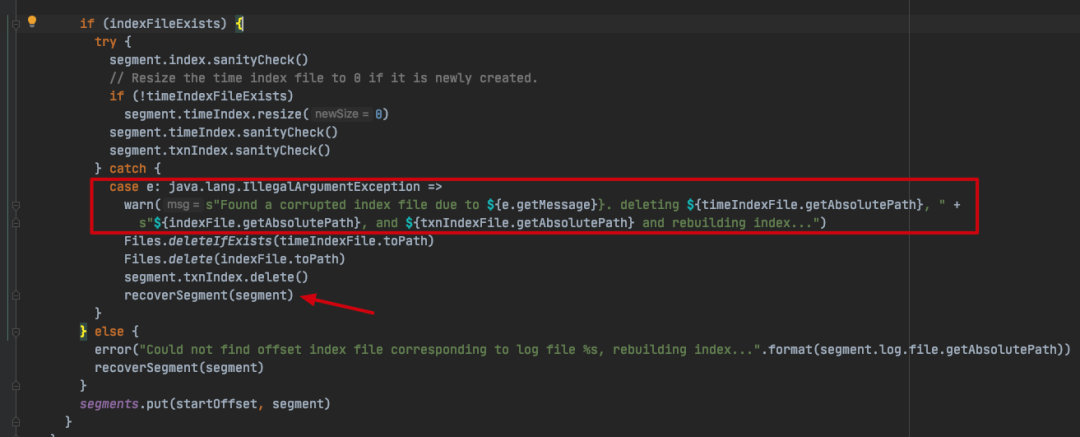 if (indexFileExists) {
try {
segment.index.sanityCheck()
// Resize the time index file to 0 if it is newly created.
if (!timeIndexFileExists)
segment.timeIndex.resize( newSize = 0)
segment.timeIndex.sanityCheck()
segment.txnIndex.sanityCheck()
} catch {
case e: java.lang.IllegalArgumentException =>
warn( msg = s"Found a corrupted index file due to ${e.getMessage}}. deleting ${timeIndexFile.getAbsolutePath}, " +
s"${indexFile.getAbsolutePath}, and ${txnIndexFile.getAbsolutePath} and rebuilding index...")
Files.deleteIfExists(timeIndexFile.toPath)
Files.delete(indexFile.toPath)
segment.txnIndex.delete()
recoverSegment(segment)
}
} else {
error("Could not find offset index file corresponding to log file %s, rebuilding index...".format(segment.log.file.getAbsolutePath))
recoverSegment(segment)
}
segments.put(startOffset, segment)
}
}